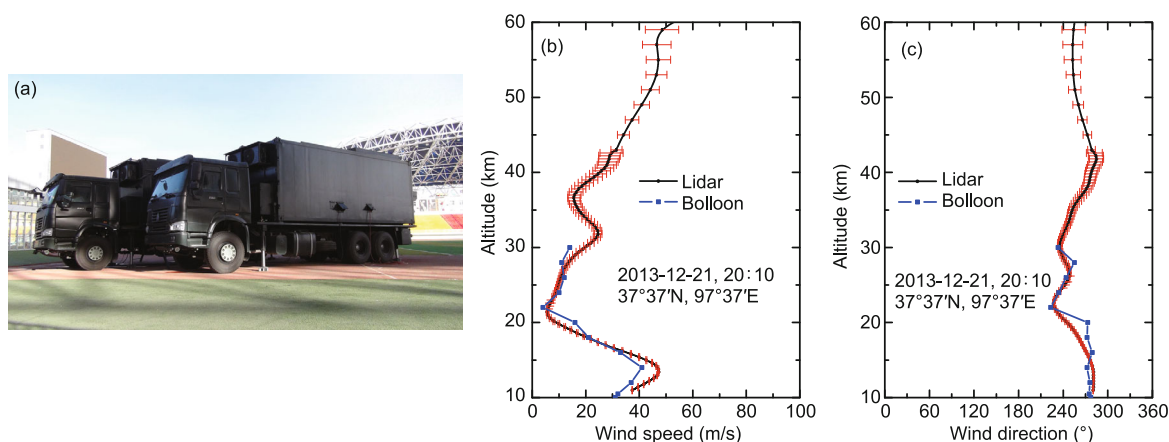 (a)
(b)
60
50
40
30
20
10
Altitude (km)
Lidar
Bolloon
2013-12-21, 20:10
37°37′N, 97°37′E
0 20 40 60 80 100
Wind speed (m/s)
(c)
60
50
40
30
20
10
Altitude (km)
Lidar
Bolloon
2013-12-21, 20:10
37°37′N, 97°37′E
0 60 120 180 240 300 360
Wind direction (°)